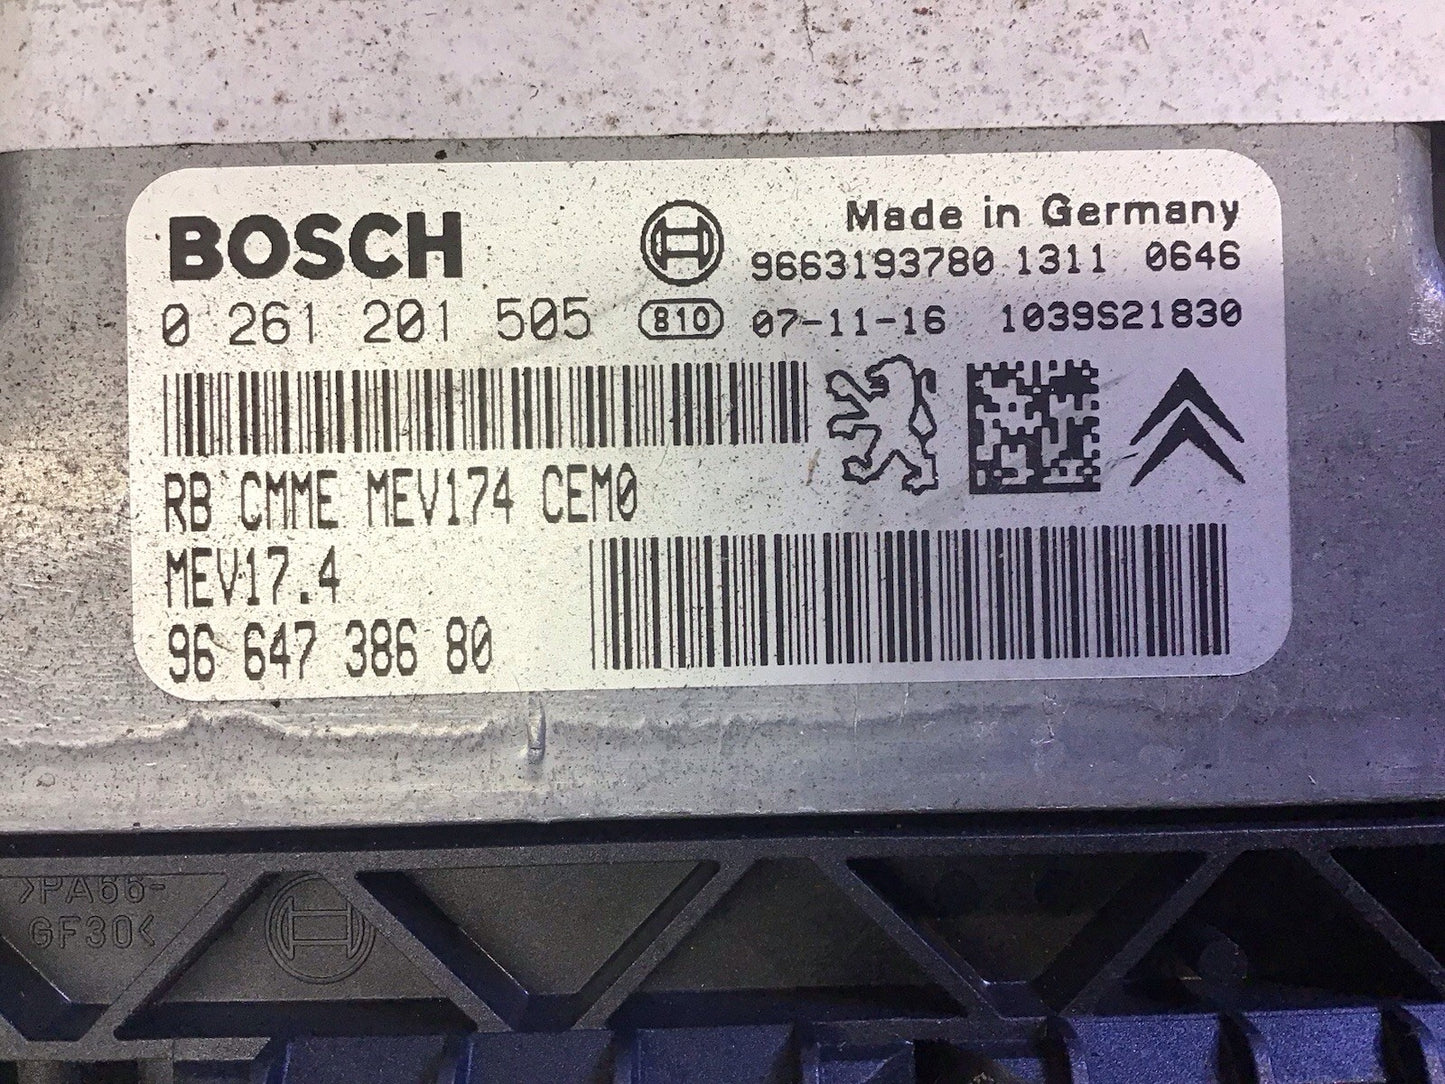 BOSCH
Made in Germany
9663193780 1311 0646
0 261 201 505
810
07-11-16 1039S21830
RB CMME MEV174 CEM0
MEV17.4
96 647 386 80
>PA66-
GF30<